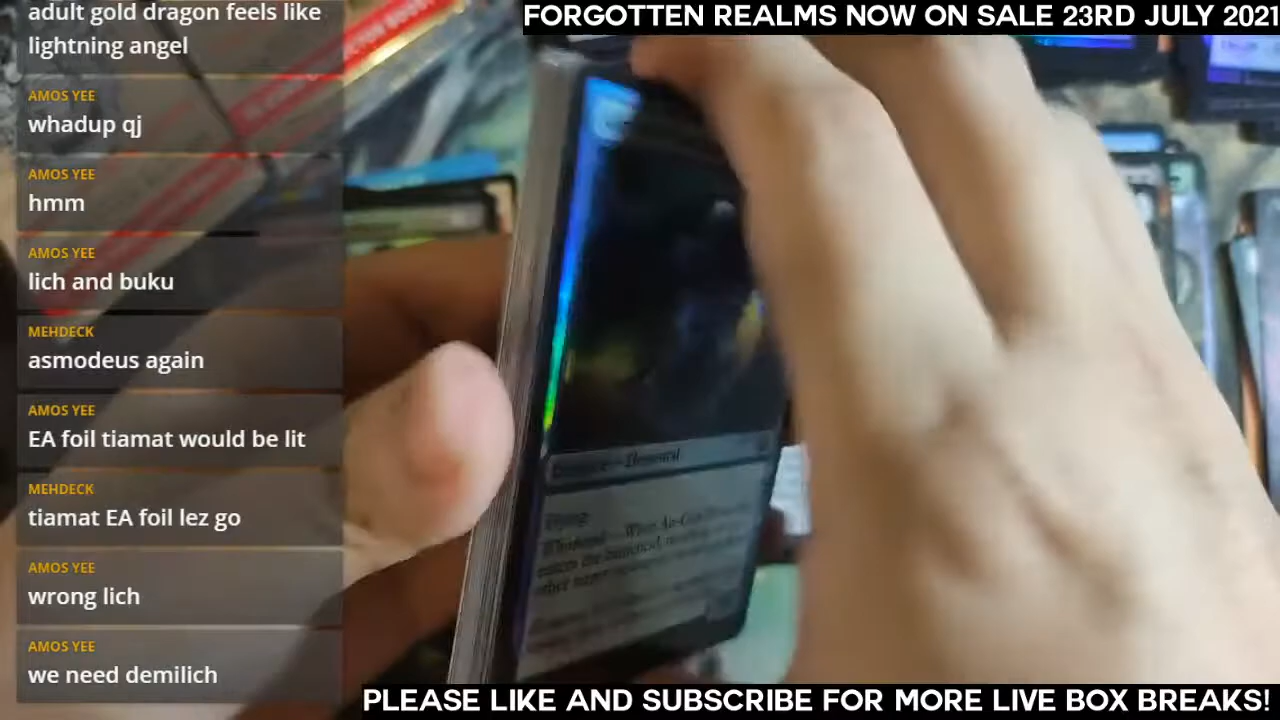 adult gold dragon feels like
lightning angel
FORGOTTEN REALMS NOW ON SALE 23RD JULY 2021
AMOS YEE
whadup qj
AMOS YEE
hmm
AMOS YEE
lich and buku
MEHDECK
asmodeus again
AMOS YEE
EA foil tiamat would be lit
MEHDECK
tiamat EA foil lez go
AMOS YEE
wrong lich
AMOS YEE
we need demilich
Elemental
Flying
PLEASE LIKE AND SUBSCRIBE FOR MORE LIVE BOX BREAKS!